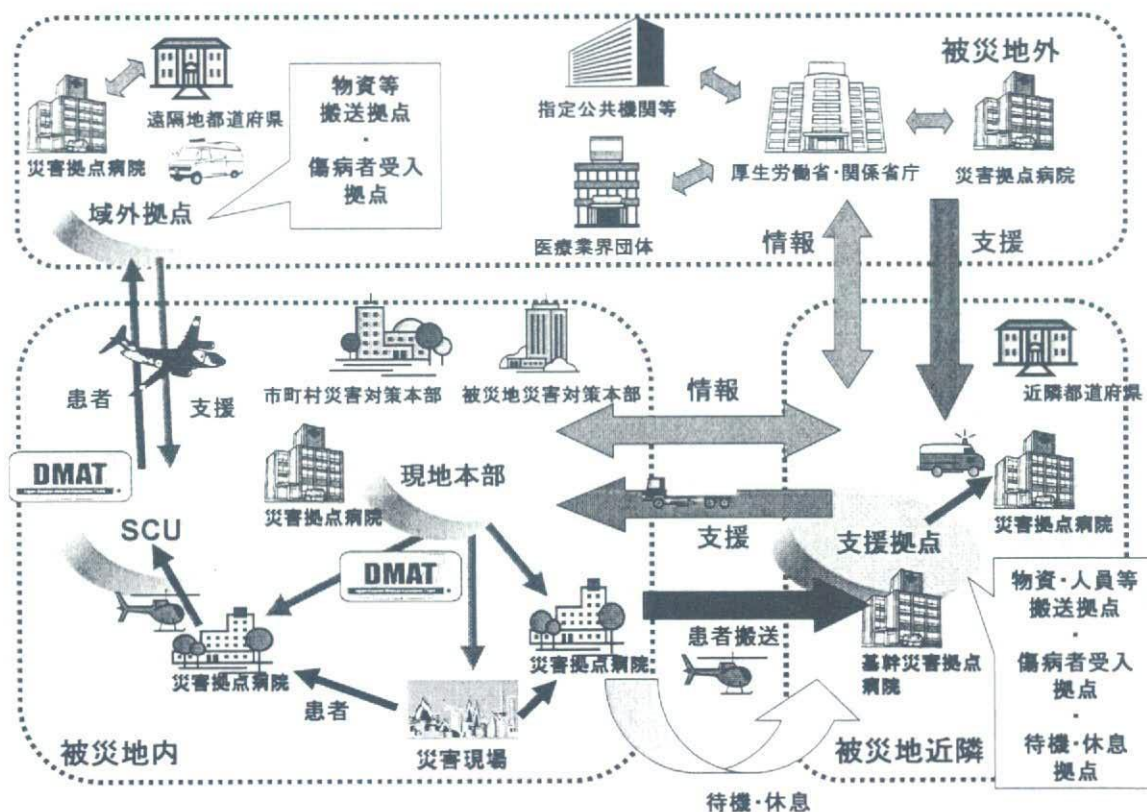 被災地外
遠隔地都道府県
災害拠点病院
物資等
搬送拠点
・
傷病者受入
拠点
域外拠点
指定公共機関等
医療業界団体
厚生労働省・関係省庁
災害拠点病院
情報
支援
患者
支援
DMAT
SCU
市町村災害対策本部
被災地災害対策本部
災害拠点病院
現地本部
DMAT
災害拠点病院
災害拠点病院
患者
災害現場
被災地内
情報
支援
患者搬送
待機・休息
近隣都道府県
災害拠点病院
支援拠点
基幹災害拠点
病院
物資・人員等
搬送拠点
・
傷病者受入
拠点
・
待機・休息
拠点
被災地近隣